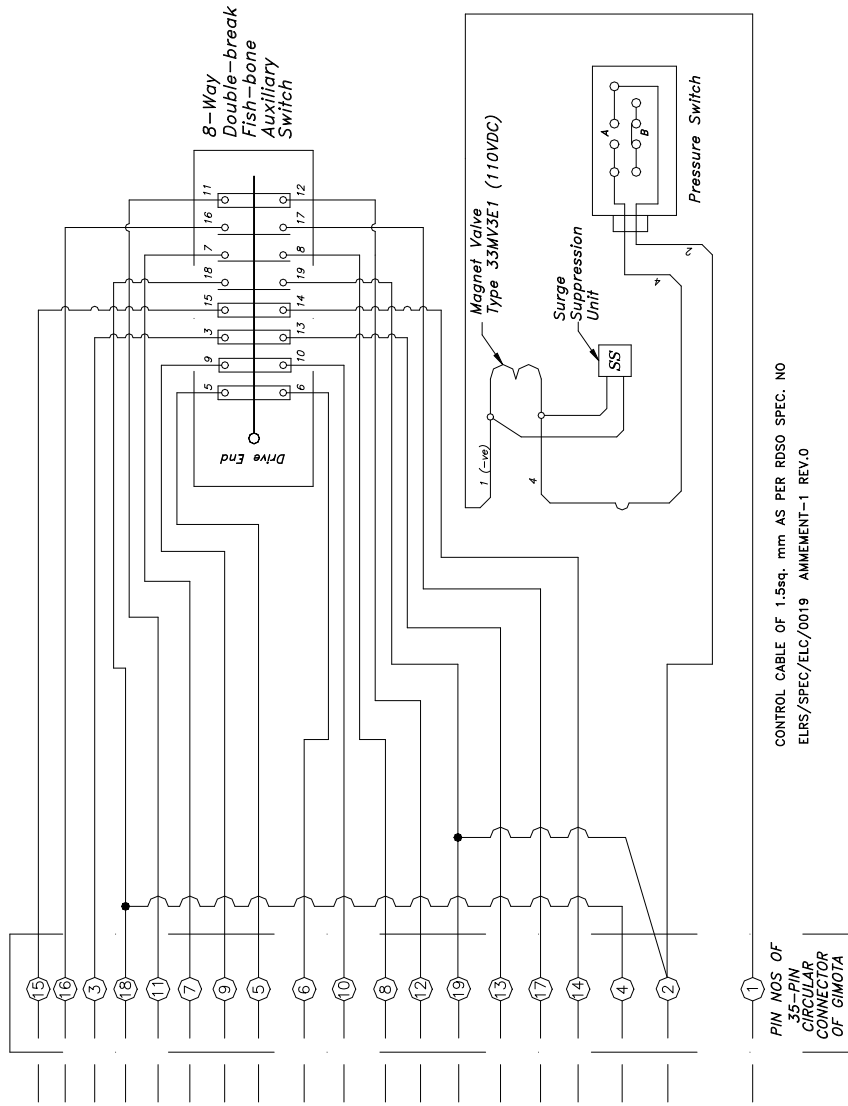 8-Way
Double-break
Fish-bone
Auxiliary
Switch
11
12
16
17
7
8
18
19
15
14
3
13
9
10
5
6
Drive End
Magnet Valve
Type 33MV3E1 (110VDC)
Surge
Suppression
Unit
SS
1 (-ve)
4
A
B
Pressure Switch
2
4
CONTROL CABLE OF 1.5sq. mm AS PER RDSO SPEC. NO
ELRS/SPEC/ELC/0019 AMMEMENT-1 REV.0
15
16
3
18
11
7
9
5
6
10
8
12
19
13
17
14
4
2
1
PIN NOS OF
35-PIN
CIRCULAR
CONNECTOR
OF GIMOTA